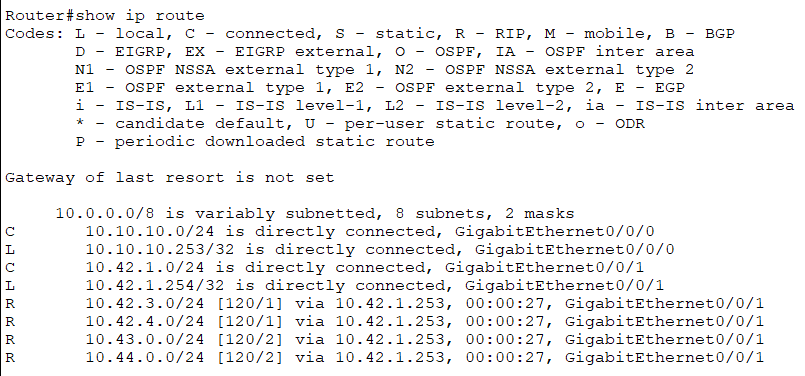 Router#show ip route
Codes: L - local, C - connected, S - static, R - RIP, M - mobile, B - BGP
D - EIGRP, EX - EIGRP external, O - OSPF, IA - OSPF inter area
N1 - OSPF NSSA external type 1, N2 - OSPF NSSA external type 2
E1 - OSPF external type 1, E2 - OSPF external type 2, E - EGP
i - IS-IS, L1 - IS-IS level-1, L2 - IS-IS level-2, ia - IS-IS inter area
* - candidate default, U - per-user static route, o - ODR
P - periodic downloaded static route
Gateway of last resort is not set
10.0.0.0/8 is variably subnetted, 8 subnets, 2 masks
C 10.10.10.0/24 is directly connected, GigabitEthernet0/0/0
L 10.10.10.253/32 is directly connected, GigabitEthernet0/0/0
C 10.42.1.0/24 is directly connected, GigabitEthernet0/0/1
L 10.42.1.254/32 is directly connected, GigabitEthernet0/0/1
R 10.42.3.0/24 [120/1] via 10.42.1.253, 00:00:27, GigabitEthernet0/0/1
R 10.42.4.0/24 [120/1] via 10.42.1.253, 00:00:27, GigabitEthernet0/0/1
R 10.43.0.0/24 [120/2] via 10.42.1.253, 00:00:27, GigabitEthernet0/0/1
R 10.44.0.0/24 [120/2] via 10.42.1.253, 00:00:27, GigabitEthernet0/0/1